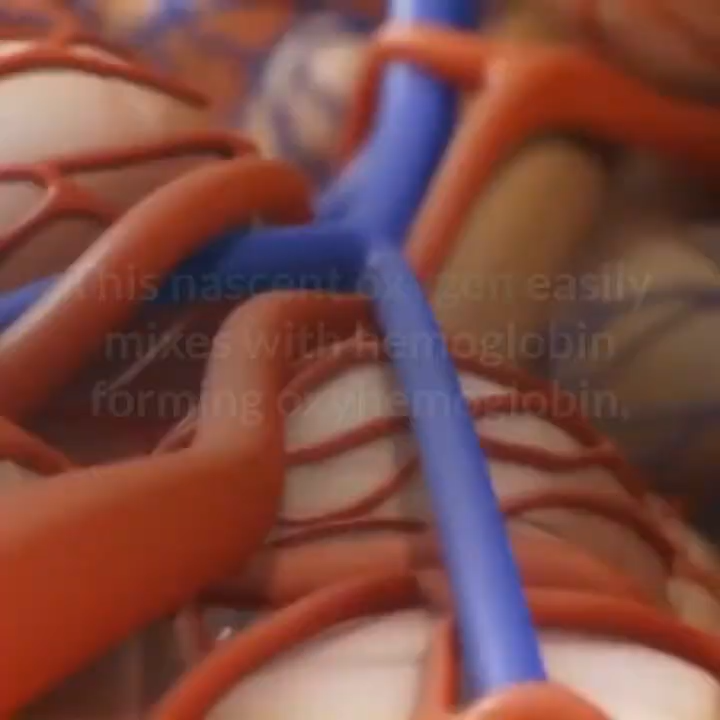 This nascent oxygen easily
mixes with hemoglobin
forming oxyhemoglobin.